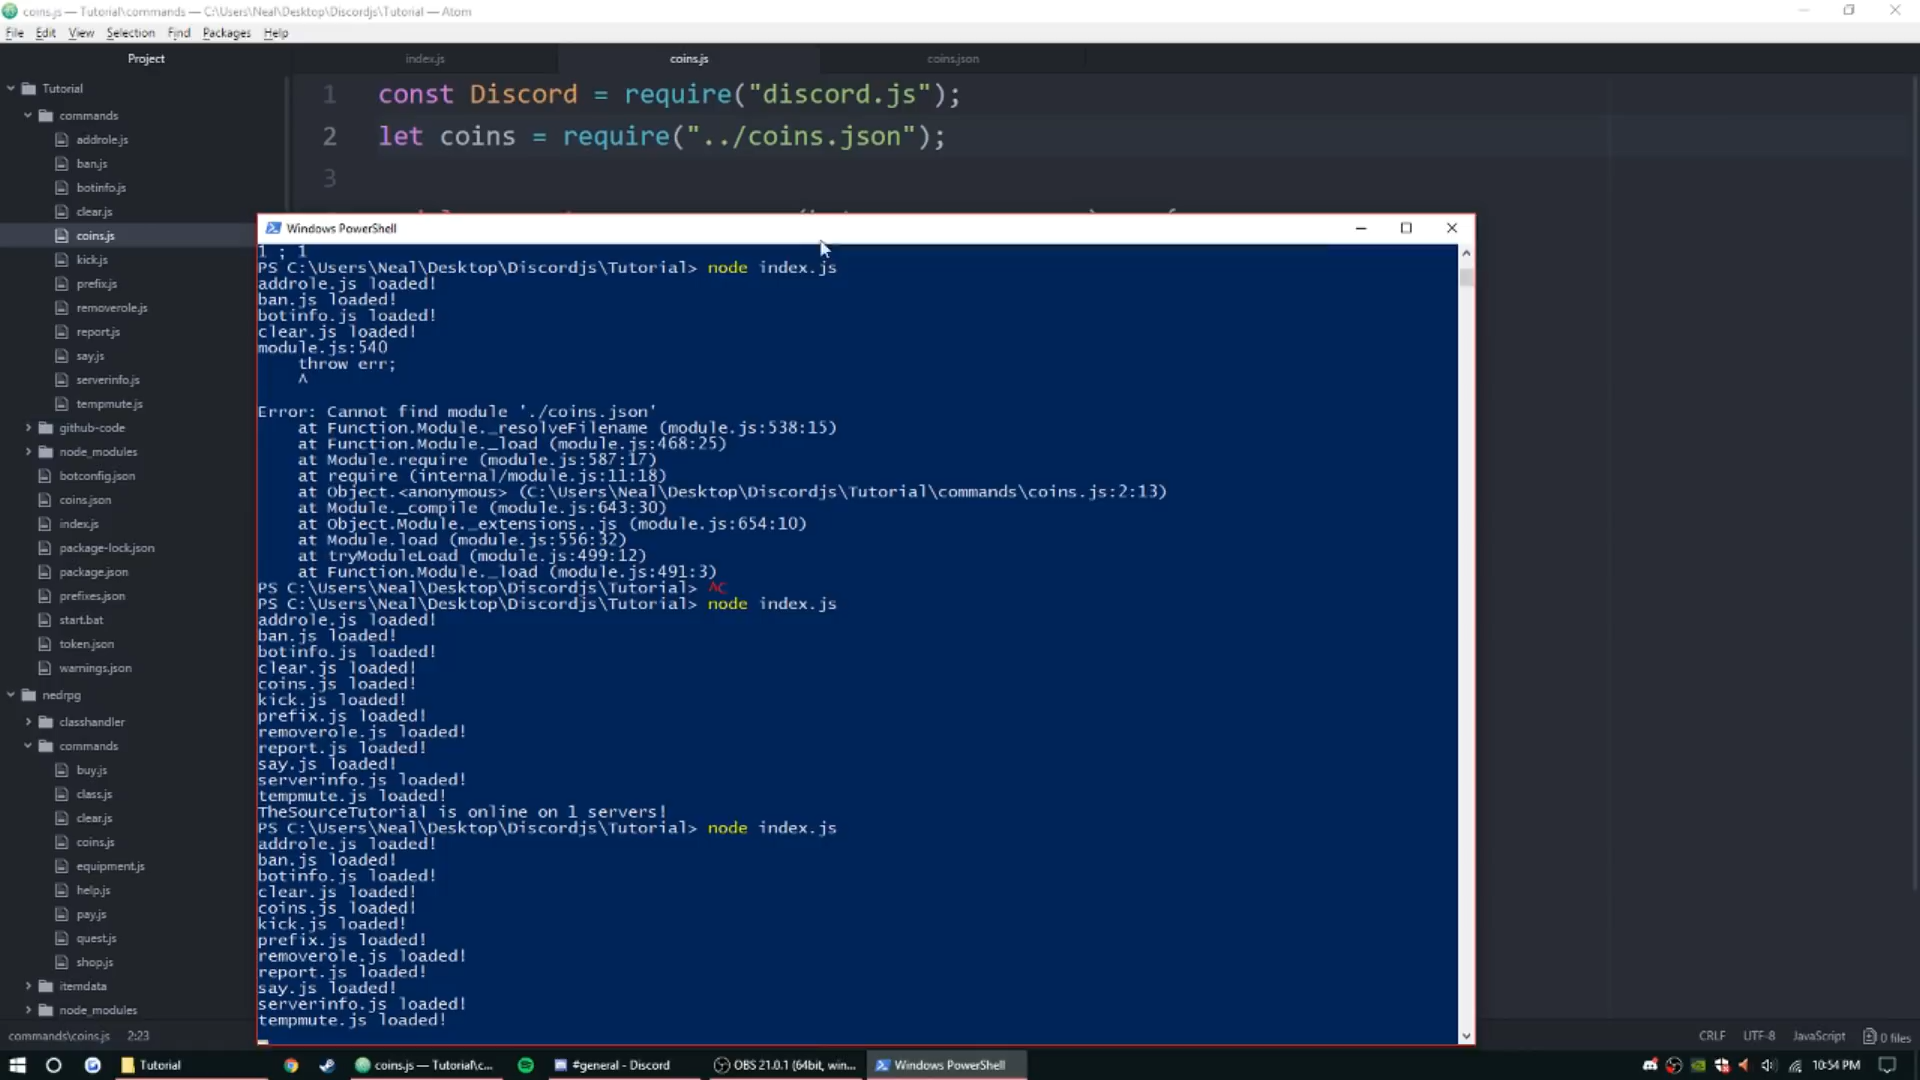 coins.js — Tutorial\commands — C:\Users\Neal\Desktop\Discordjs\Tutorial — Atom
File Edit View Selection Find Packages Help
Project
index.js
coins.js
coins.json
Tutorial
commands
addrole.js
ban.js
botinfo.js
clear.js
coins.js
kick.js
prefix.js
removerole.js
report.js
say.js
serverinfo.js
tempmute.js
github-code
node_modules
botconfig.json
coins.json
index.js
package-lock.json
package.json
prefixes.json
start.bat
token.json
warnings.json
nedrpg
classhandler
commands
buy.js
class.js
clear.js
coins.js
equipment.js
help.js
pay.js
quest.js
shop.js
itemdata
node_modules
1 const Discord = require("discord.js");
2 let coins = require("../coins.json");
3
Windows PowerShell
1 ; 1
PS C:\Users\Neal\Desktop\Discordjs\Tutorial> node index.js
addrole.js loaded!
ban.js loaded!
botinfo.js loaded!
clear.js loaded!
module.js:540
throw err;
^
Error: Cannot find module './coins.json'
at Function.Module._resolveFilename (module.js:538:15)
at Function.Module._load (module.js:468:25)
at Module.require (module.js:587:17)
at require (internal/module.js:11:18)
at Object.<anonymous> (C:\Users\Neal\Desktop\Discordjs\Tutorial\commands\coins.js:2:13)
at Module._compile (module.js:643:30)
at Object.Module._extensions..js (module.js:654:10)
at Module.load (module.js:556:32)
at tryModuleLoad (module.js:499:12)
at Function.Module._load (module.js:491:3)
PS C:\Users\Neal\Desktop\Discordjs\Tutorial> ^C
PS C:\Users\Neal\Desktop\Discordjs\Tutorial> node index.js
addrole.js loaded!
ban.js loaded!
botinfo.js loaded!
clear.js loaded!
coins.js loaded!
kick.js loaded!
prefix.js loaded!
removerole.js loaded!
report.js loaded!
say.js loaded!
serverinfo.js loaded!
tempmute.js loaded!
TheSourceTutorial is online on 1 servers!
PS C:\Users\Neal\Desktop\Discordjs\Tutorial> node index.js
addrole.js loaded!
ban.js loaded!
botinfo.js loaded!
clear.js loaded!
coins.js loaded!
kick.js loaded!
prefix.js loaded!
removerole.js loaded!
report.js loaded!
say.js loaded!
serverinfo.js loaded!
tempmute.js loaded!
commands\coins.js 2:23
CRLF UTF-8 JavaScript 0 files
Tutorial
coins.js — Tutorial\c...
#general - Discord
OBS 21.0.1 (64bit, win...
Windows PowerShell
10:54 PM